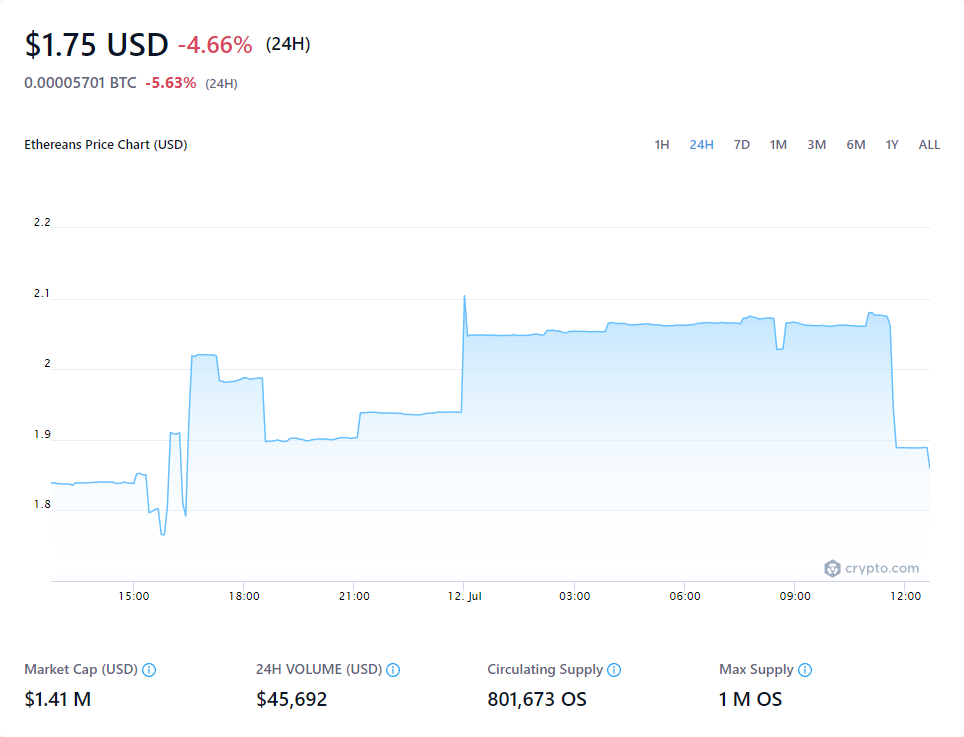 $1.75 USD -4.66% (24H)
0.00005701 BTC -5.63% (24H)
Ethereans Price Chart (USD) 1H 24H 7D 1M 3M 6M 1Y ALL
2.2
2.1
2
1.9
1.8
crypto.com
15:00 18:00 21:00 12. Jul 03:00 06:00 09:00 12:00
Market Cap (USD) 24H VOLUME (USD) Circulating Supply Max Supply
$1.41 M $45,692 801,673 OS 1 M OS